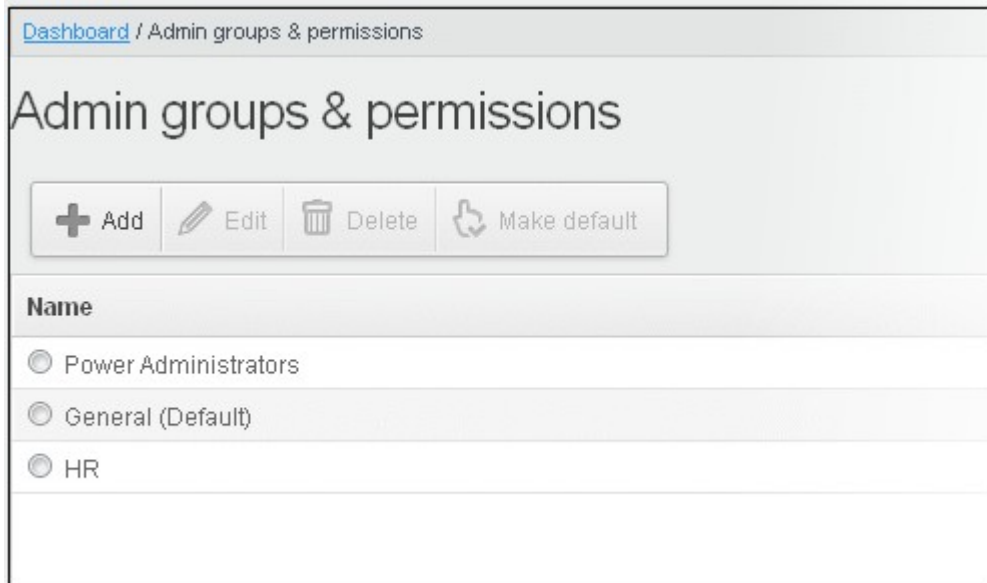 Dashboard / Admin groups & permissions
Admin groups & permissions
Add Edit Delete Make default
Name
Power Administrators
General (Default)
HR